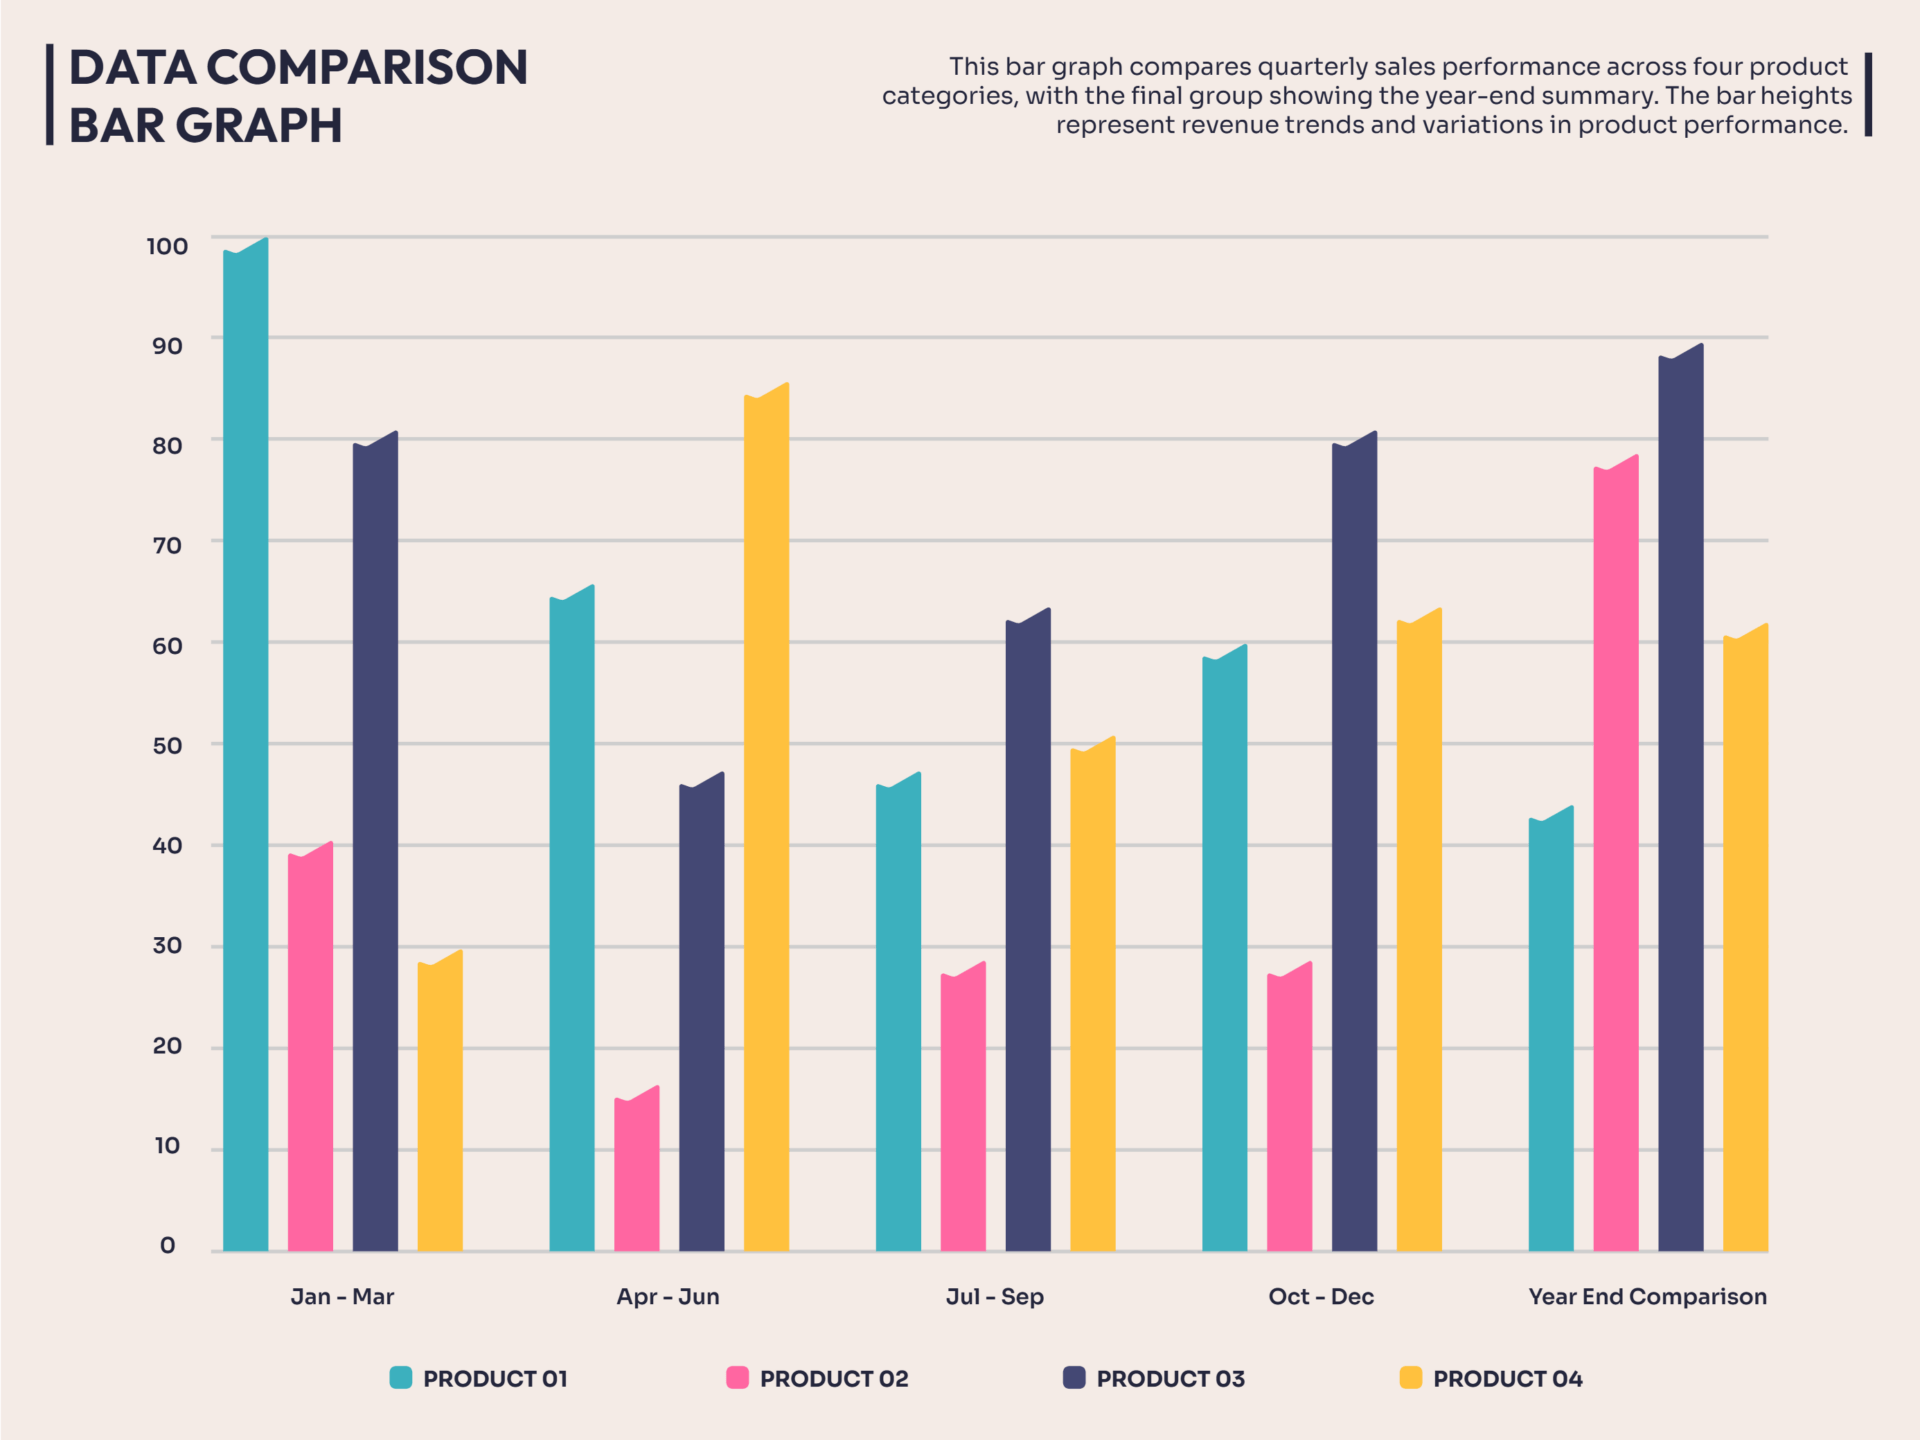 DATA COMPARISON
BAR GRAPH
This bar graph compares quarterly sales performance across four product
categories, with the final group showing the year-end summary. The bar heights
represent revenue trends and variations in product performance.
100
90
80
70
60
50
40
30
20
10
0
Jan - Mar
Apr - Jun
Jul - Sep
Oct - Dec
Year End Comparison
PRODUCT 01
PRODUCT 02
PRODUCT 03
PRODUCT 04